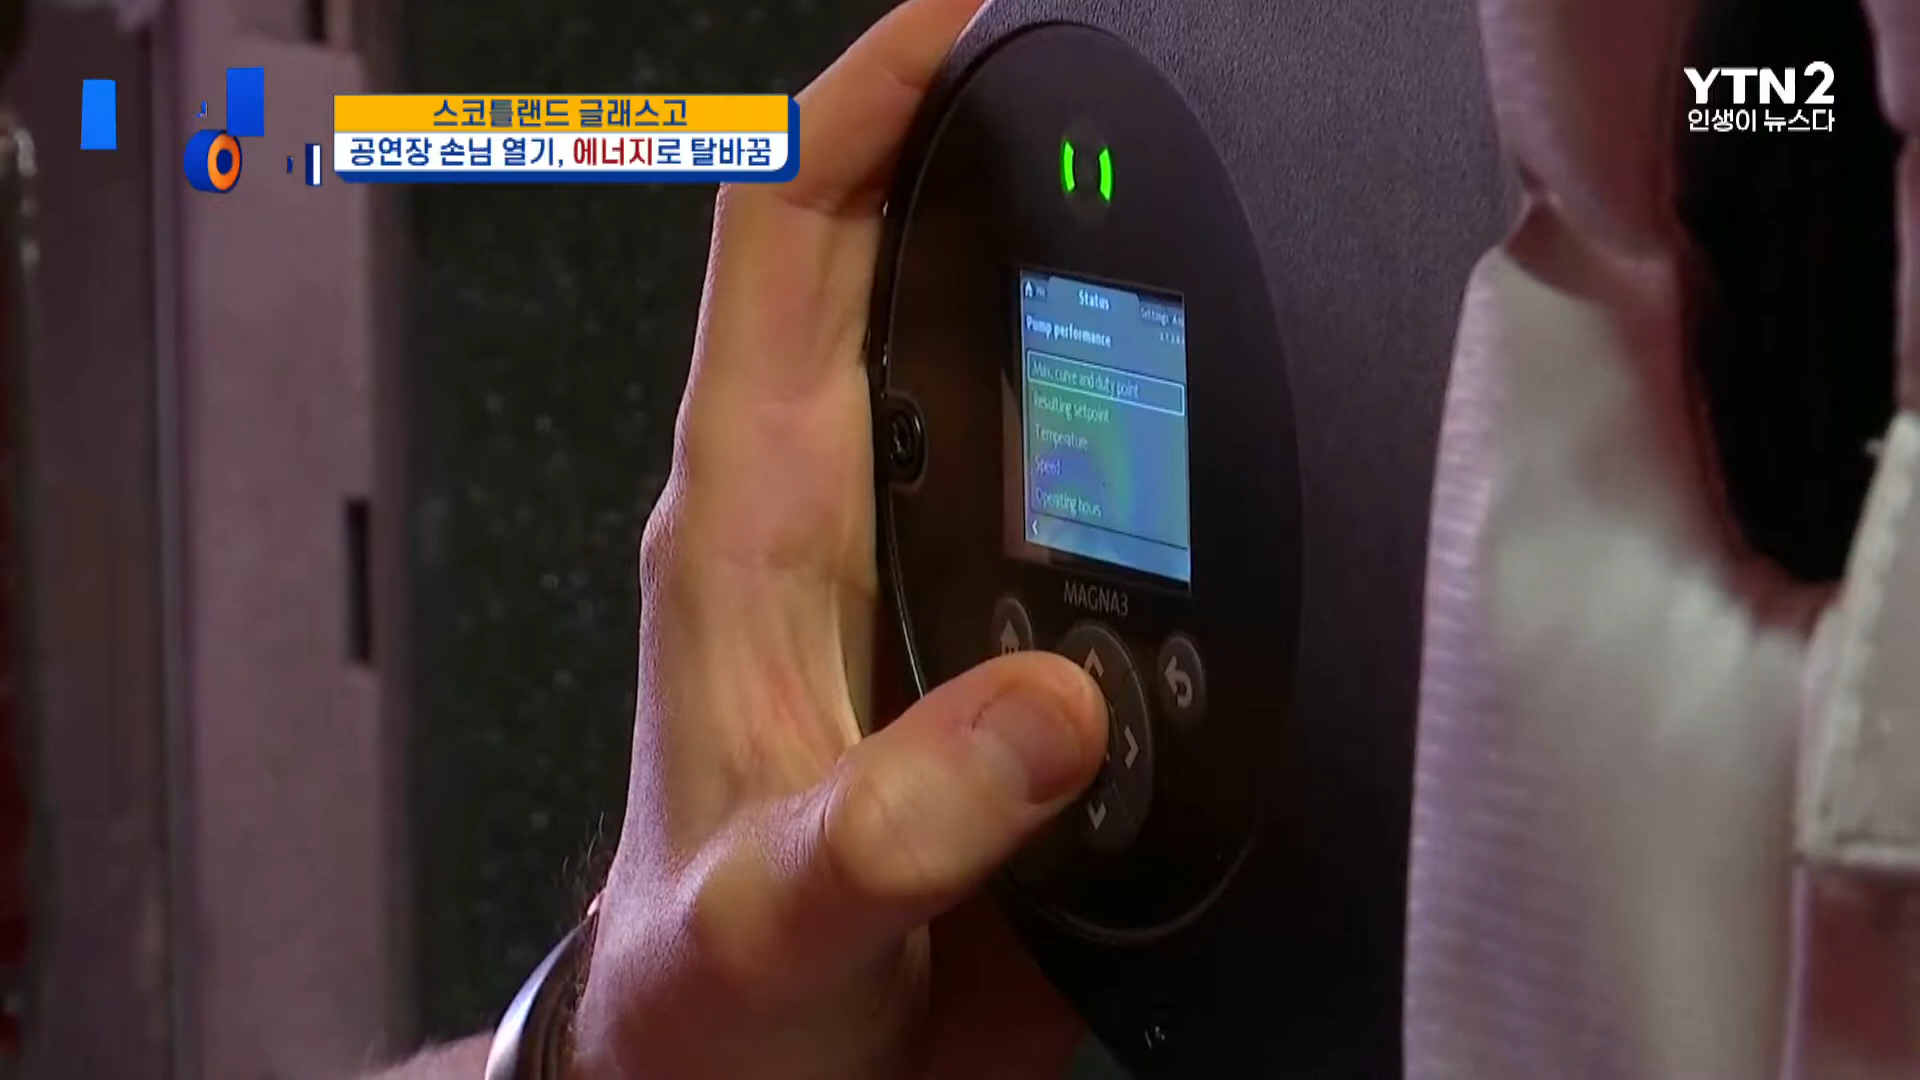 스코틀랜드 글래스고
공연장 손님 열기, 에너지로 탈바꿈
YTN2
인생이 뉴스다
Status
Settings
Pump performance
Max. curve and duty point
Resulting setpoint
Temperature
Speed
Operating hours
MAGNA3